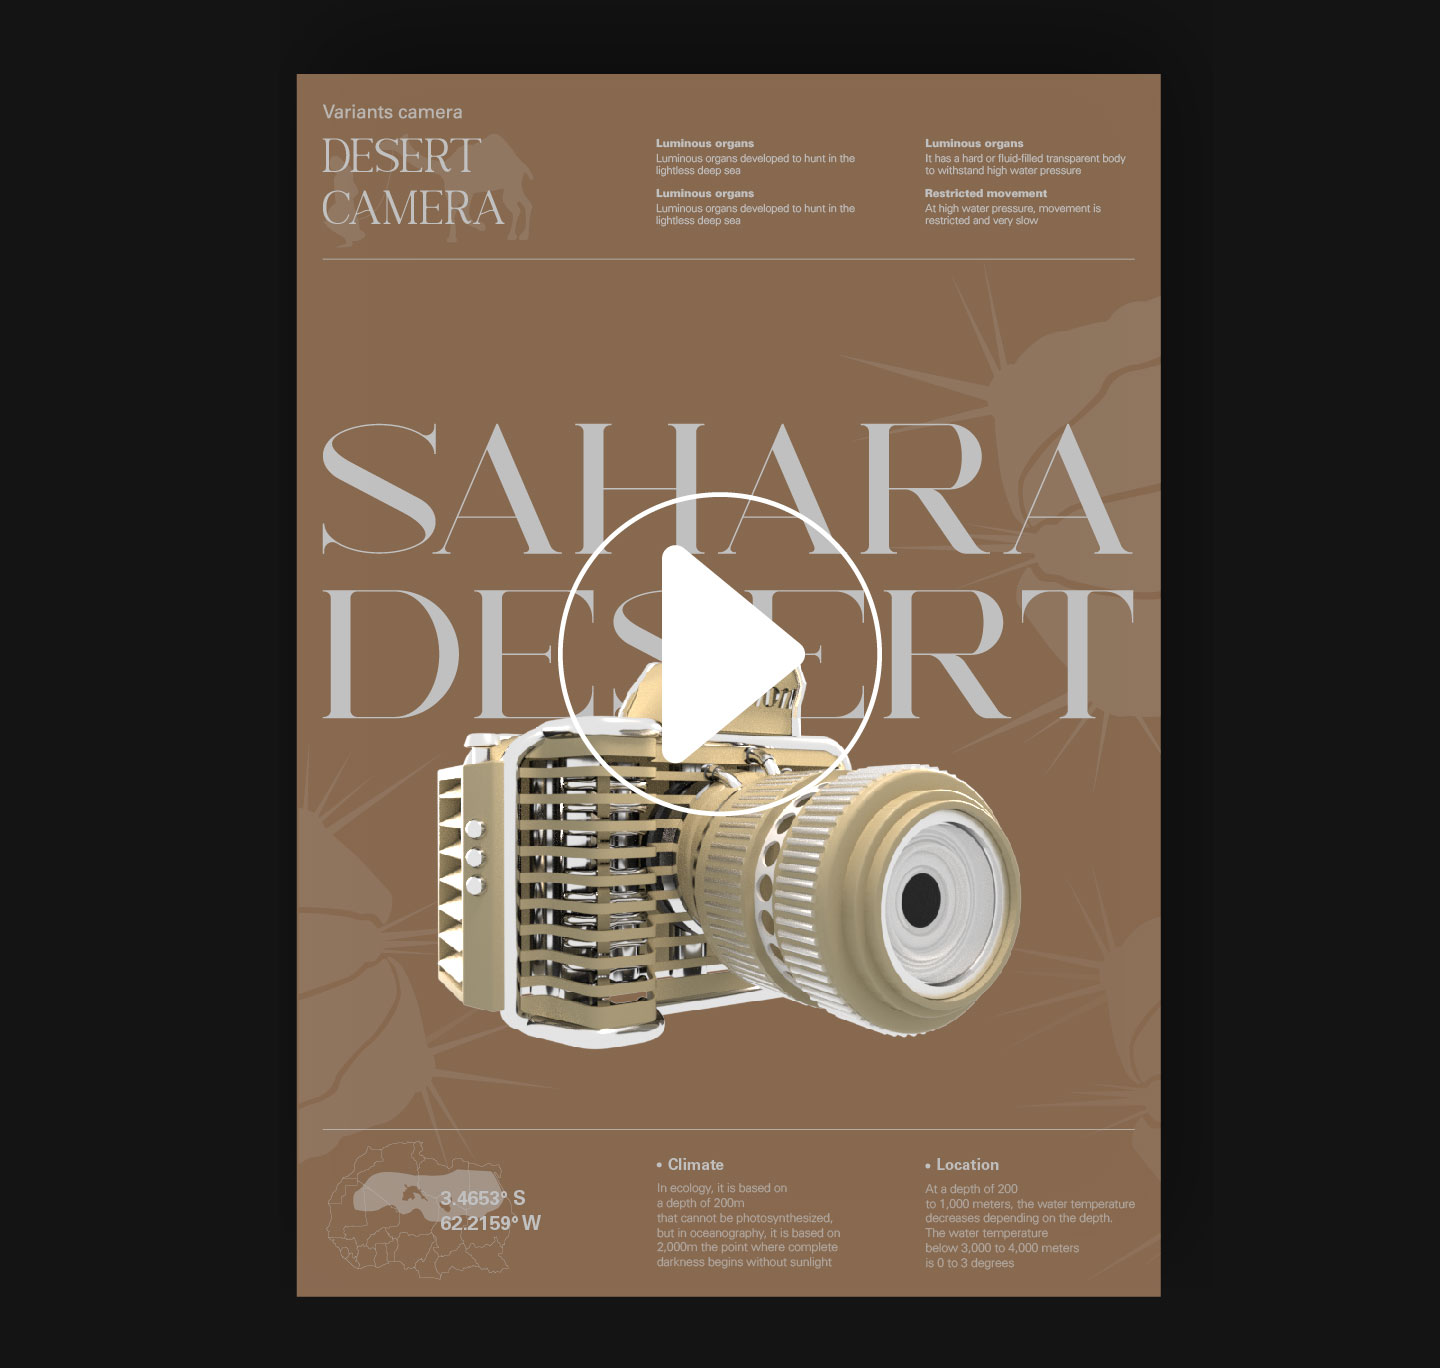 Variants camera
DESERT
CAMERA
Luminous organs
Luminous organs developed to hunt in the
lightless deep sea
Luminous organs
Luminous organs developed to hunt in the
lightless deep sea
Luminous organs
It has a hard or fluid-filled transparent body
to withstand high water pressure
Restricted movement
At high water pressure, movement is
restricted and very slow
SAHARA
DESERT
3.4653° S
62.2159° W
• Climate
In ecology, it is based on
a depth of 200m
that cannot be photosynthesized,
but in oceanography, it is based on
2,000m the point where complete
darkness begins without sunlight
• Location
At a depth of 200
to 1,000 meters, the water temperature
decreases depending on the depth.
The water temperature
below 3,000 to 4,000 meters
is 0 to 3 degrees